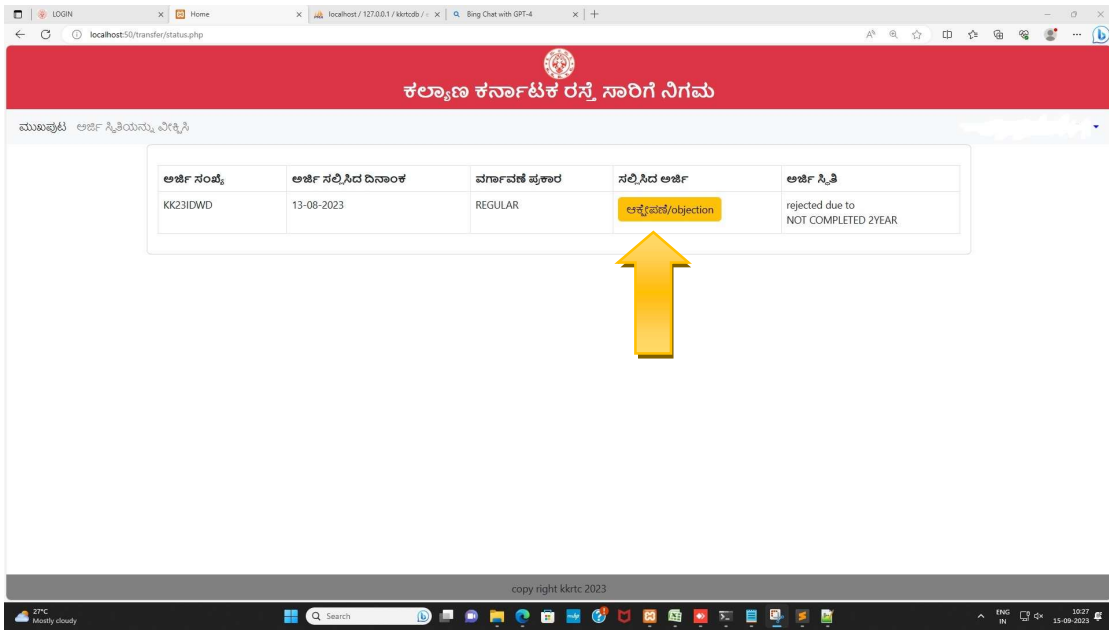 LOGIN
Home
localhost / 127.0.0.1 / kkrtcdb /
Bing Chat with GPT-4
localhost:50/transfer/status.php
ಕಲ್ಯಾಣ ಕರ್ನಾಟಕ ರಸ್ತೆ ಸಾರಿಗೆ ನಿಗಮ
ಮುಖಪುಟ ಅರ್ಜಿ ಸ್ಥಿತಿಯನ್ನು ವೀಕ್ಷಿಸಿ
ಅರ್ಜಿ ಸಂಖ್ಯೆ ಅರ್ಜಿ ಸಲ್ಲಿಸಿದ ದಿನಾಂಕ ವರ್ಗಾವಣೆ ಪ್ರಕಾರ ಸಲ್ಲಿಸಿದ ಅರ್ಜಿ ಅರ್ಜಿ ಸ್ಥಿತಿ
KK23IDWD 13-08-2023 REGULAR ಆಕ್ಷೇಪಣೆ/objection rejected due to
NOT COMPLETED 2YEAR
copy right kkrtc 2023
27°C
Mostly cloudy
Search
ENG
IN
10:27
15-09-2023